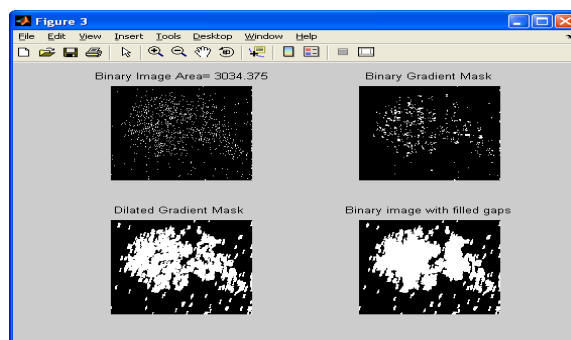 Figure 3
File Edit View Insert Tools Desktop Window Help
Binary Image Area= 3034.375 Binary Gradient Mask
Dilated Gradient Mask Binary image with filled gaps